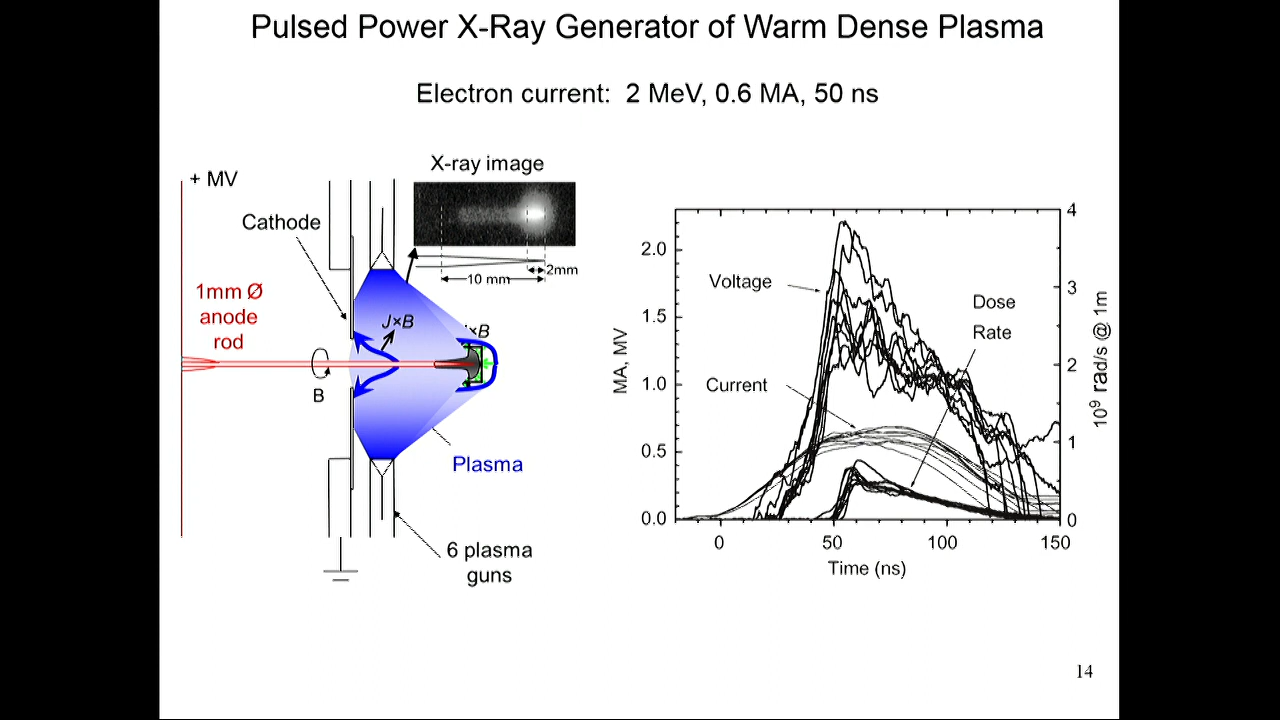 Pulsed Power X-Ray Generator of Warm Dense Plasma
Electron current: 2 MeV, 0.6 MA, 50 ns
X-ray image
+ MV
Cathode
2mm
10 mm
1mm Ø
anode
rod
J×B
×B
B
Plasma
6 plasma
guns
Voltage
Current
Dose
Rate
MA, MV
2.0
1.5
1.0
0.5
0.0
4
3
2
1
0
10⁹ rad/s @ 1m
0
50
100
150
Time (ns)
14